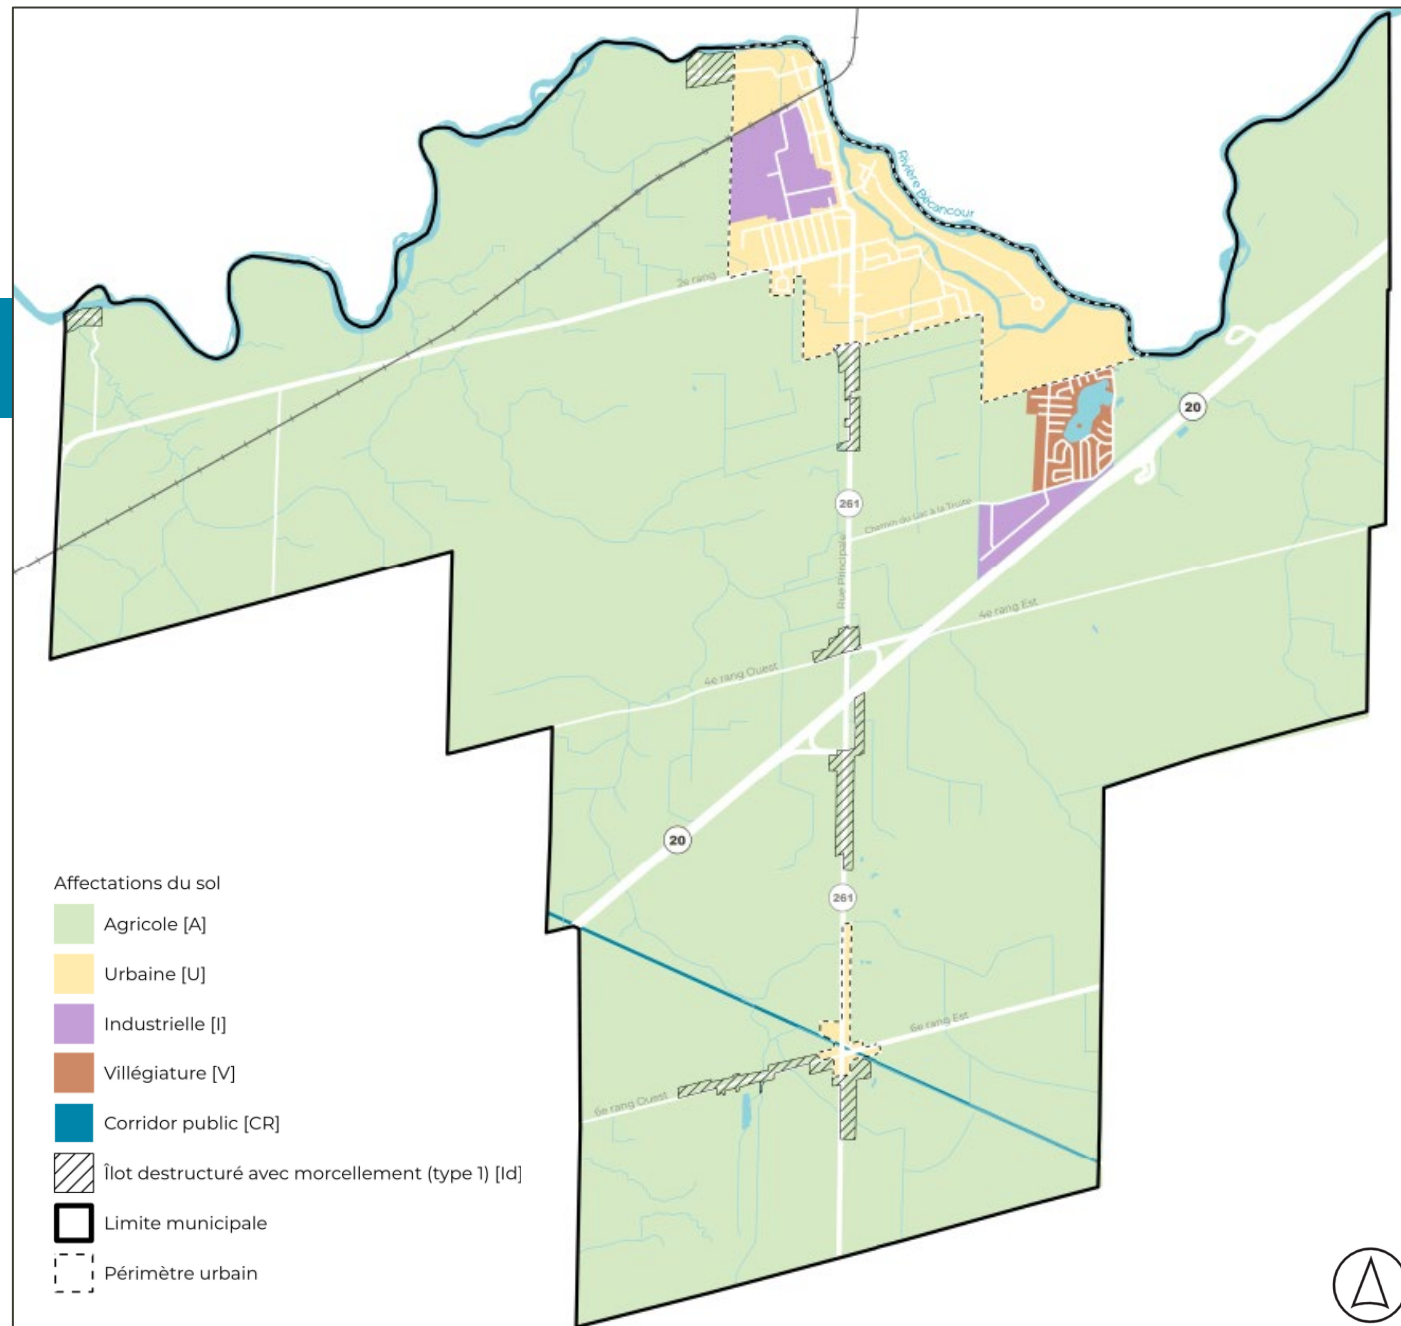 Rivière Bécancour
2e rang
20
261
Chemin du Lac à la Truite
Rue Principale
4e rang Est
4e rang Ouest
20
261
6e rang Est
6e rang Ouest
Affectations du sol
Agricole [A]
Urbaine [U]
Industrielle [I]
Villégiature [V]
Corridor public [CR]
Îlot destructuré avec morcellement (type 1) [Id]
Limite municipale
Périmètre urbain